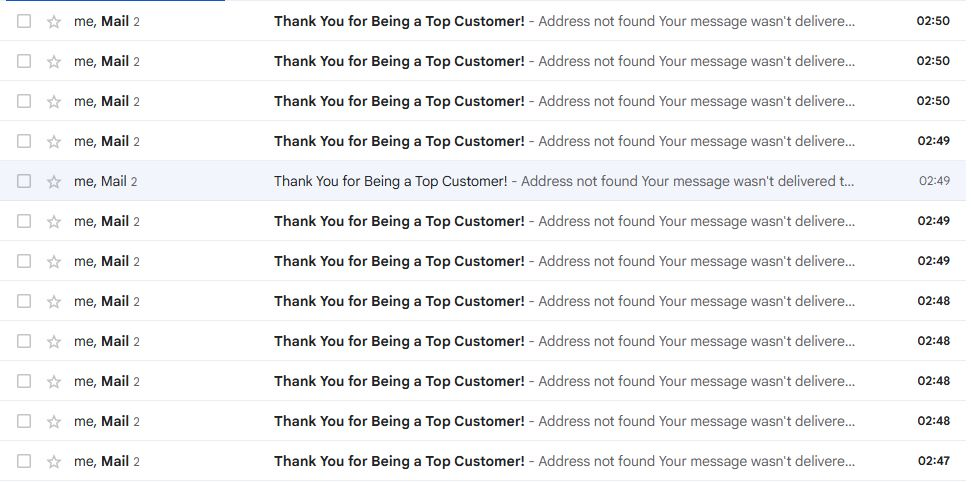 me, Mail 2 Thank You for Being a Top Customer! - Address not found Your message wasn't delivere... 02:50
me, Mail 2 Thank You for Being a Top Customer! - Address not found Your message wasn't delivere... 02:50
me, Mail 2 Thank You for Being a Top Customer! - Address not found Your message wasn't delivere... 02:50
me, Mail 2 Thank You for Being a Top Customer! - Address not found Your message wasn't delivere... 02:49
me, Mail 2 Thank You for Being a Top Customer! - Address not found Your message wasn't delivered t... 02:49
me, Mail 2 Thank You for Being a Top Customer! - Address not found Your message wasn't delivere... 02:49
me, Mail 2 Thank You for Being a Top Customer! - Address not found Your message wasn't delivere... 02:49
me, Mail 2 Thank You for Being a Top Customer! - Address not found Your message wasn't delivere... 02:48
me, Mail 2 Thank You for Being a Top Customer! - Address not found Your message wasn't delivere... 02:48
me, Mail 2 Thank You for Being a Top Customer! - Address not found Your message wasn't delivere... 02:48
me, Mail 2 Thank You for Being a Top Customer! - Address not found Your message wasn't delivere... 02:48
me, Mail 2 Thank You for Being a Top Customer! - Address not found Your message wasn't delivere... 02:47